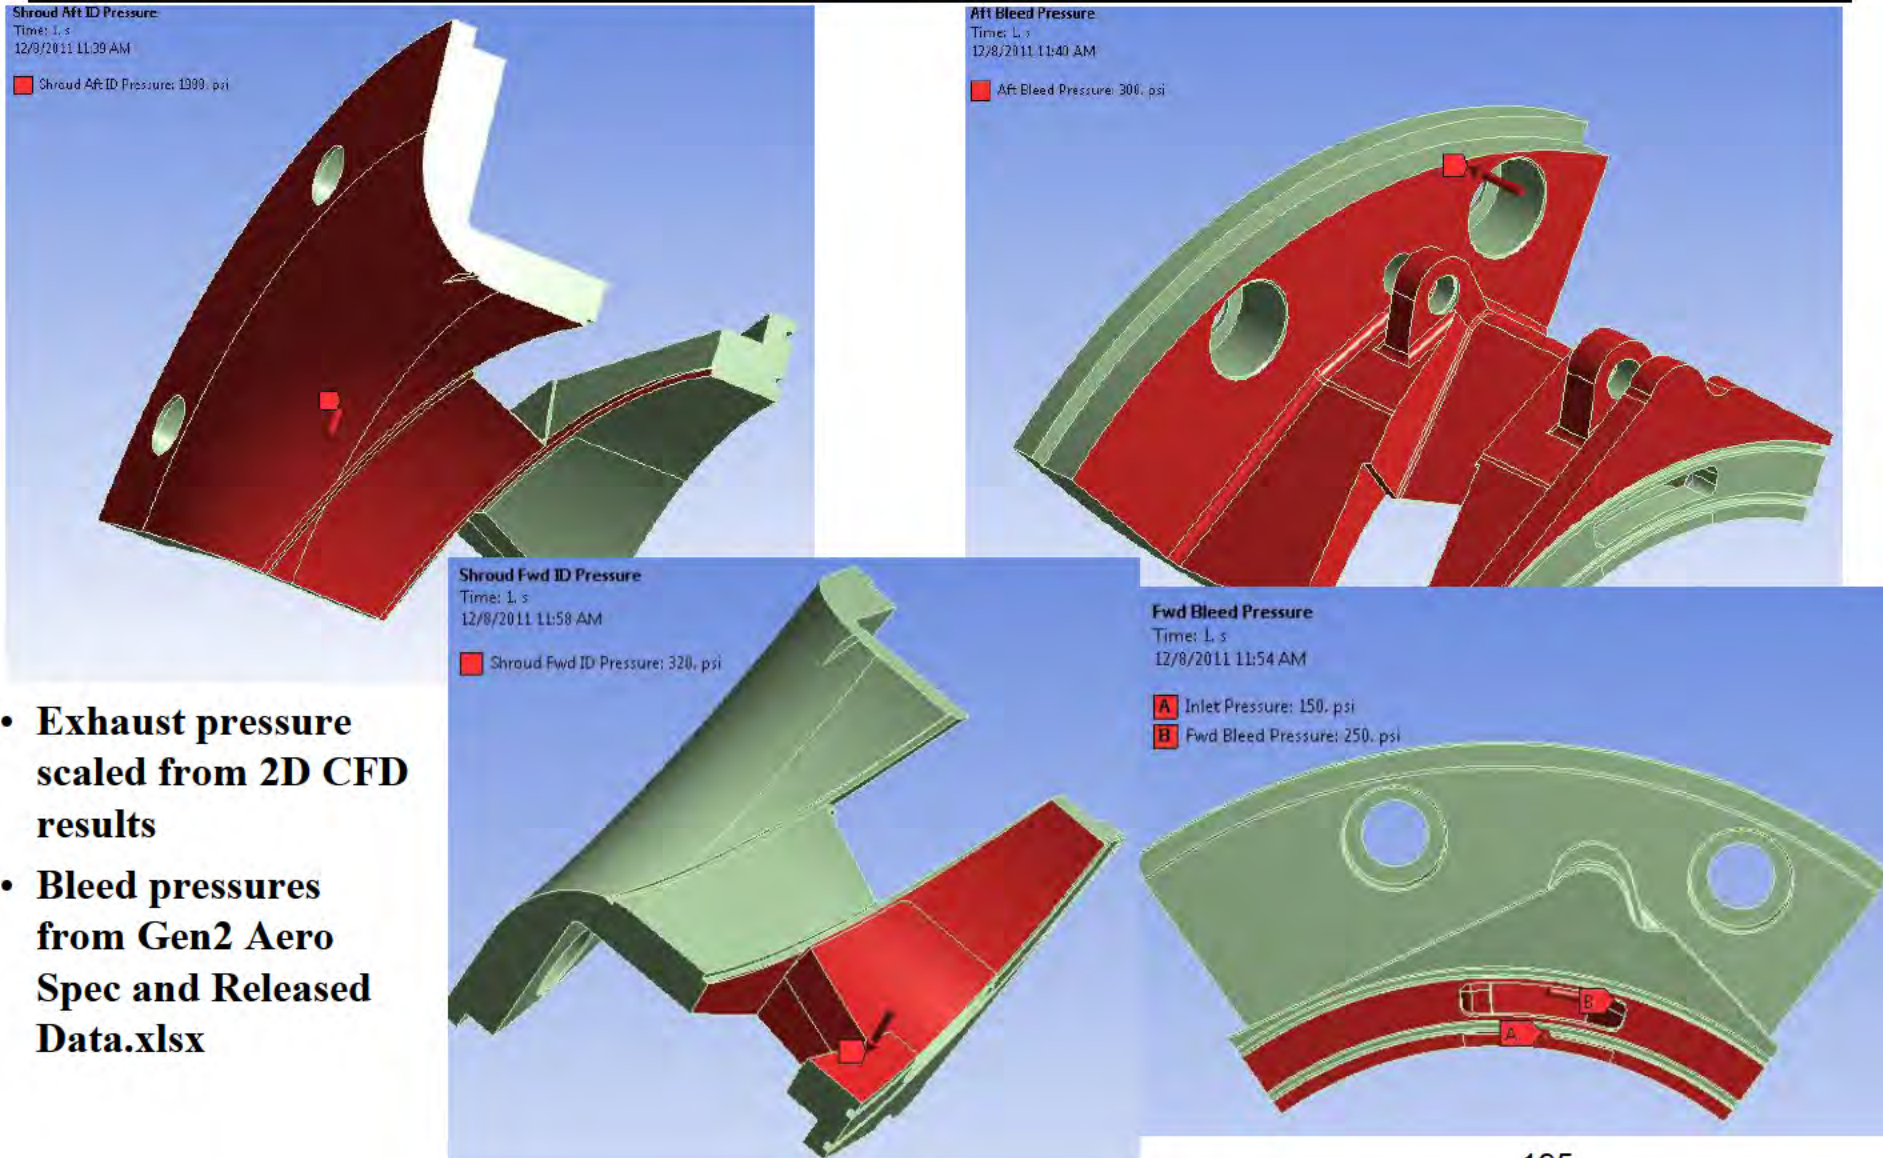 Shroud Aft ID Pressure
Time: 1. s
12/8/2011 11:39 AM
Shroud Aft ID Pressure: psi
Aft Bleed Pressure
Time: 1. s
12/8/2011 11:40 AM
Aft Bleed Pressure: 300. psi
Shroud Fwd ID Pressure
Time: 1. s
12/8/2011 11:58 AM
Shroud Fwd ID Pressure: 320. psi
Fwd Bleed Pressure
Time: 1. s
12/8/2011 11:54 AM
A Inlet Pressure: 150. psi
B Fwd Bleed Pressure: 250. psi
B
A
• Exhaust pressure
scaled from 2D CFD
results
• Bleed pressures
from Gen2 Aero
Spec and Released
Data.xlsx